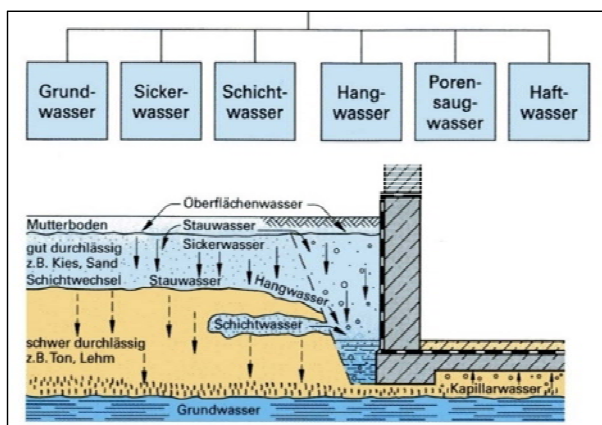 Grund-
wasser
Sicker-
wasser
Schicht-
wasser
Hang-
wasser
Poren-
saug-
wasser
Haft-
wasser
Oberflächenwasser
Mutterboden
Stauwasser
Sickerwasser
gut durchlässig
z.B. Kies, Sand
Schichtwechsel
Stauwasser
Hangwasser
Schichtwasser
schwer durchlässig
z.B. Ton, Lehm
Kapillarwasser
Grundwasser